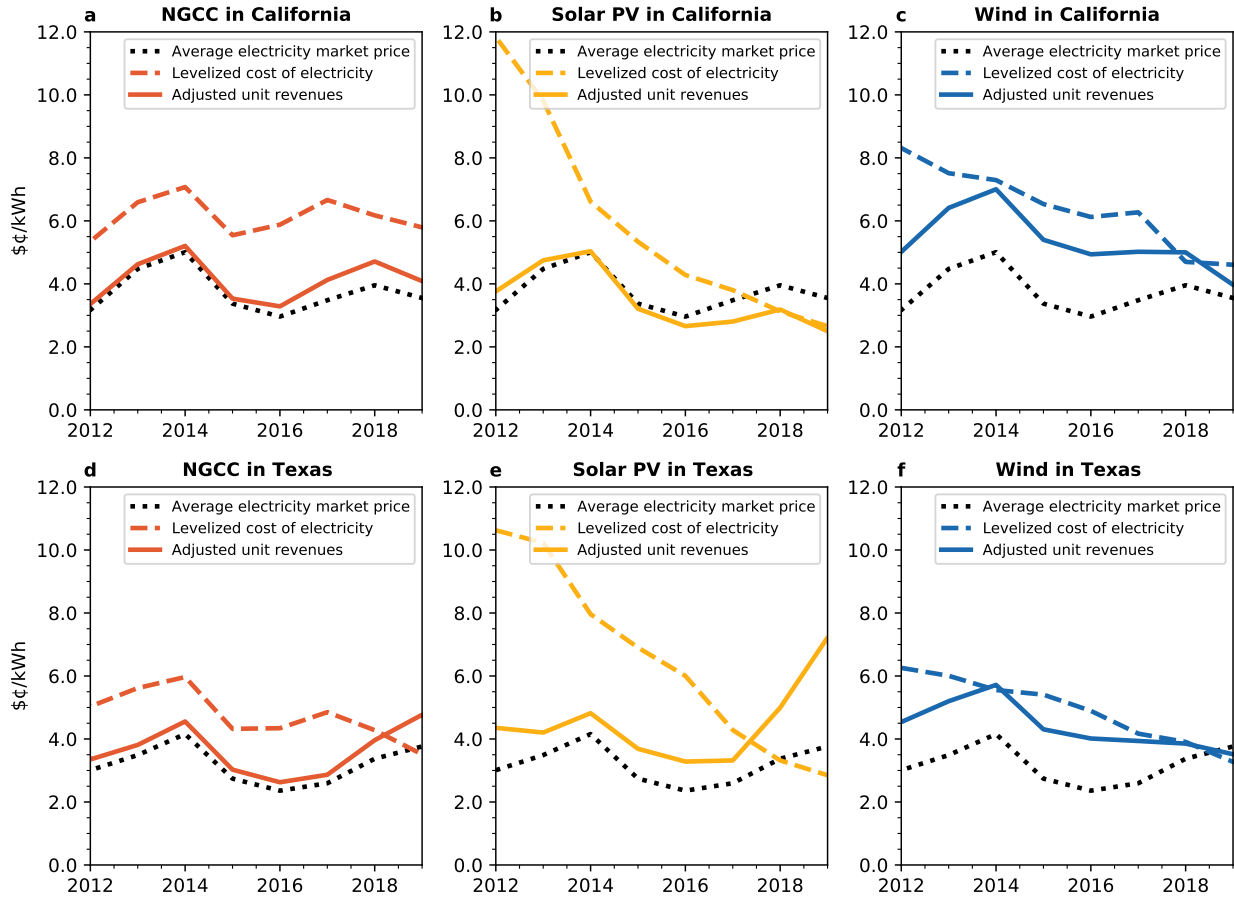 a NGCC in California
12.0
10.0
8.0
6.0
4.0
2.0
0.0
$¢/kWh
Average electricity market price
Levelized cost of electricity
Adjusted unit revenues
2012 2014 2016 2018
b Solar PV in California
12.0
10.0
8.0
6.0
4.0
2.0
0.0
Average electricity market price
Levelized cost of electricity
Adjusted unit revenues
2012 2014 2016 2018
c Wind in California
12.0
10.0
8.0
6.0
4.0
2.0
0.0
Average electricity market price
Levelized cost of electricity
Adjusted unit revenues
2012 2014 2016 2018
d NGCC in Texas
12.0
10.0
8.0
6.0
4.0
2.0
0.0
$¢/kWh
Average electricity market price
Levelized cost of electricity
Adjusted unit revenues
2012 2014 2016 2018
e Solar PV in Texas
12.0
10.0
8.0
6.0
4.0
2.0
0.0
Average electricity market price
Levelized cost of electricity
Adjusted unit revenues
2012 2014 2016 2018
f Wind in Texas
12.0
10.0
8.0
6.0
4.0
2.0
0.0
Average electricity market price
Levelized cost of electricity
Adjusted unit revenues
2012 2014 2016 2018